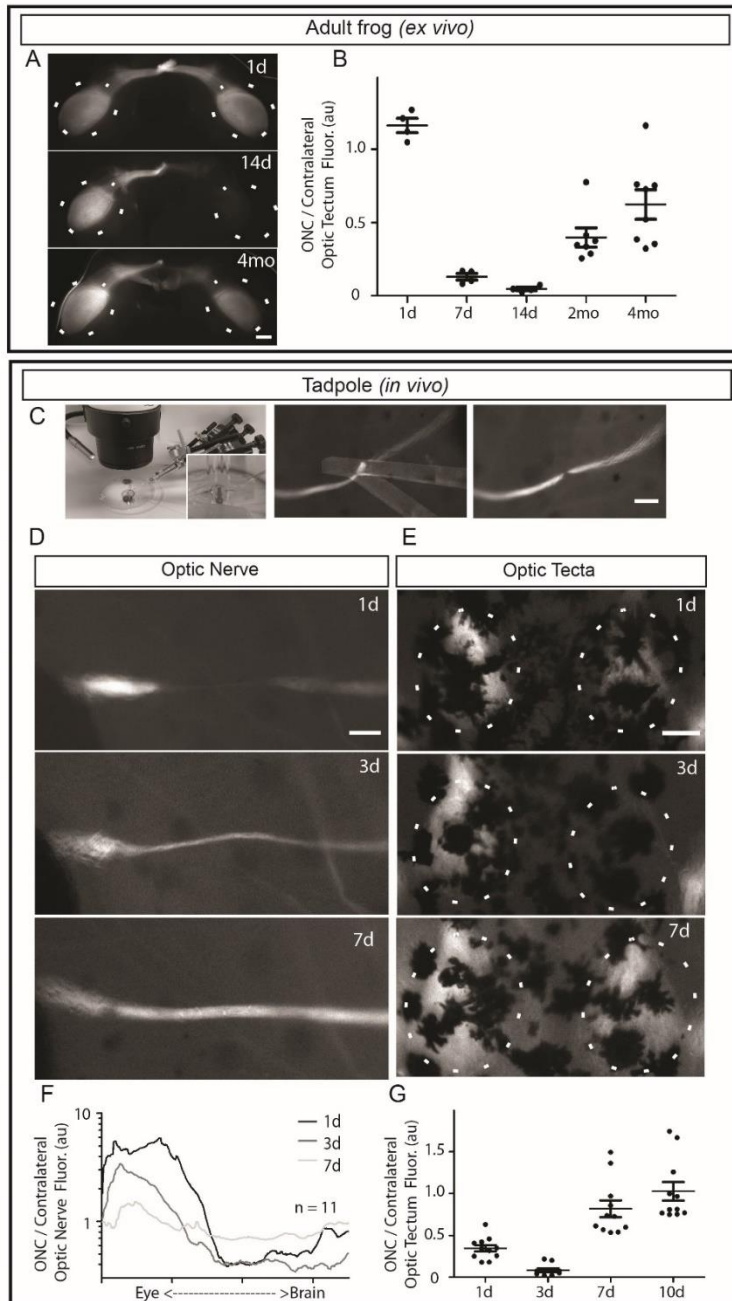 Adult frog (ex vivo)
A
1d
14d
4mo
B
ONC / Contralateral
Optic Tectum Fluor. (au)
1.0
0.5
0
1d 7d 14d 2mo 4mo
Tadpole (in vivo)
C
D
Optic Nerve
1d
3d
7d
E
Optic Tecta
1d
3d
7d
F
ONC / Contralateral
Optic Nerve Fluor. (au)
10
1
1d
3d
7d
n = 11
Eye <-------------------->Brain
G
ONC / Contralateral
Optic Tectum Fluor. (au)
1.5
1.0
0.5
0
1d 3d 7d 10d